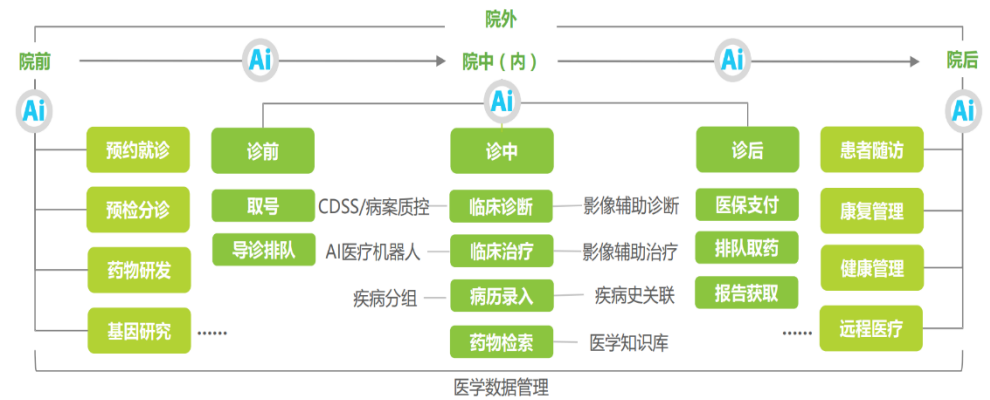 院外
院前 Ai 院中（内） Ai 院后
Ai Ai Ai
预约就诊 诊前 诊中 诊后 患者随访
预检分诊 取号 CDSS/病案质控 临床诊断 影像辅助诊断 医保支付 康复管理
药物研发 导诊排队 AI医疗机器人 临床治疗 影像辅助治疗 排队取药 健康管理
疾病分组 病历录入 疾病史关联 报告获取
基因研究 …… 药物检索 医学知识库 …… 远程医疗
医学数据管理